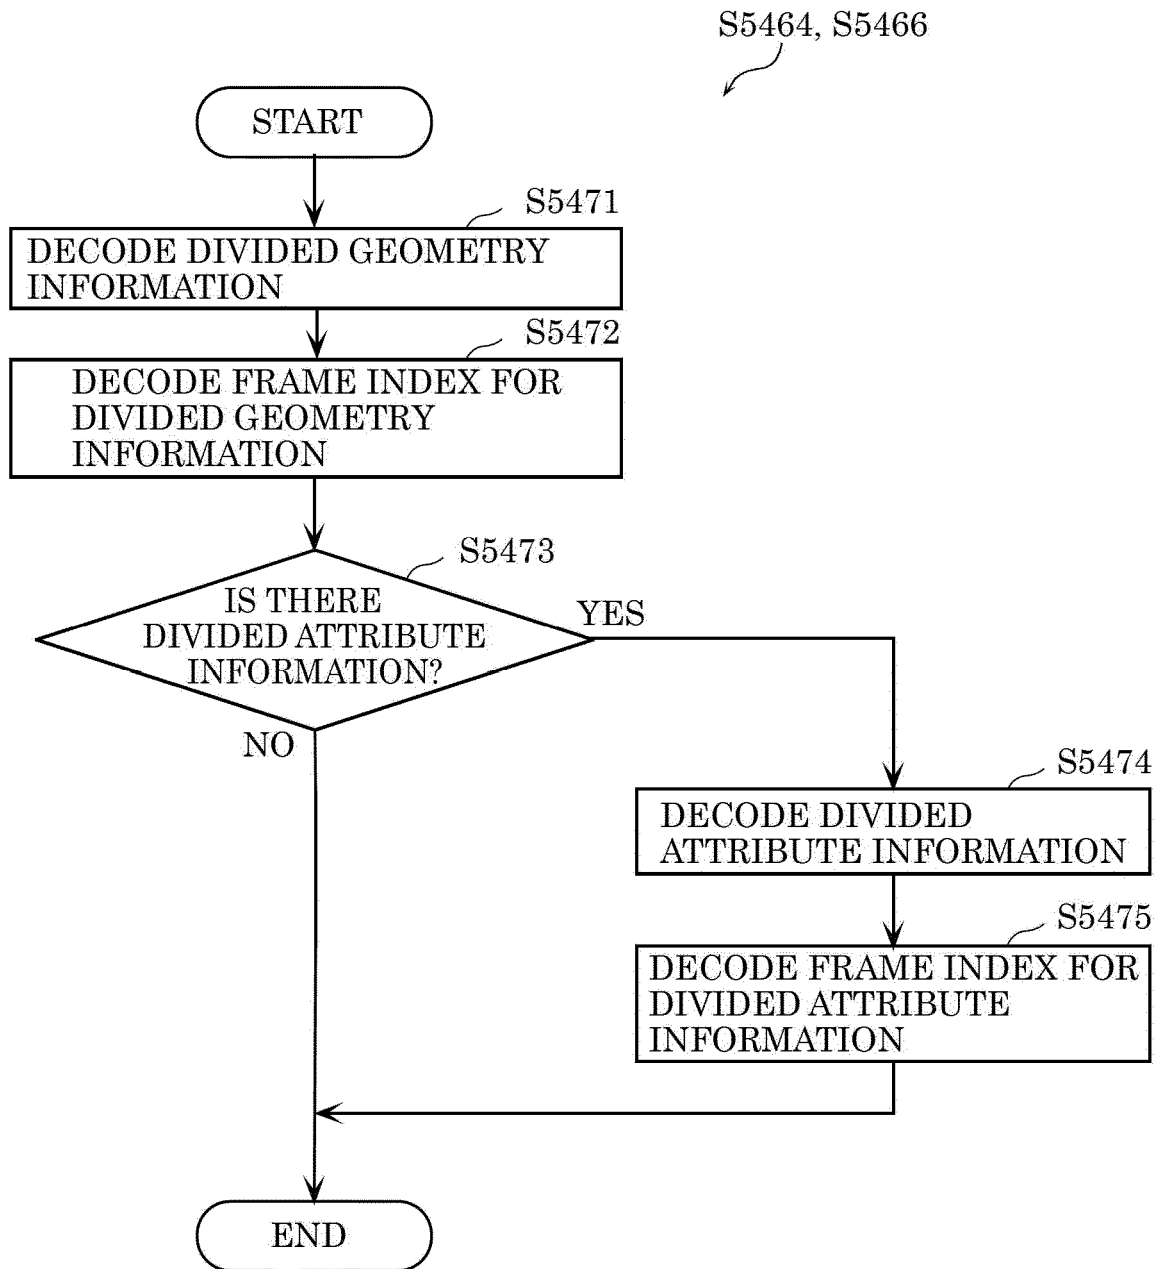 S5464, S5466
START
S5471
DECODE DIVIDED GEOMETRY
INFORMATION
S5472
DECODE FRAME INDEX FOR
DIVIDED GEOMETRY
INFORMATION
S5473
IS THERE
DIVIDED ATTRIBUTE
INFORMATION?
YES
NO
S5474
DECODE DIVIDED
ATTRIBUTE INFORMATION
S5475
DECODE FRAME INDEX FOR
DIVIDED ATTRIBUTE
INFORMATION
END